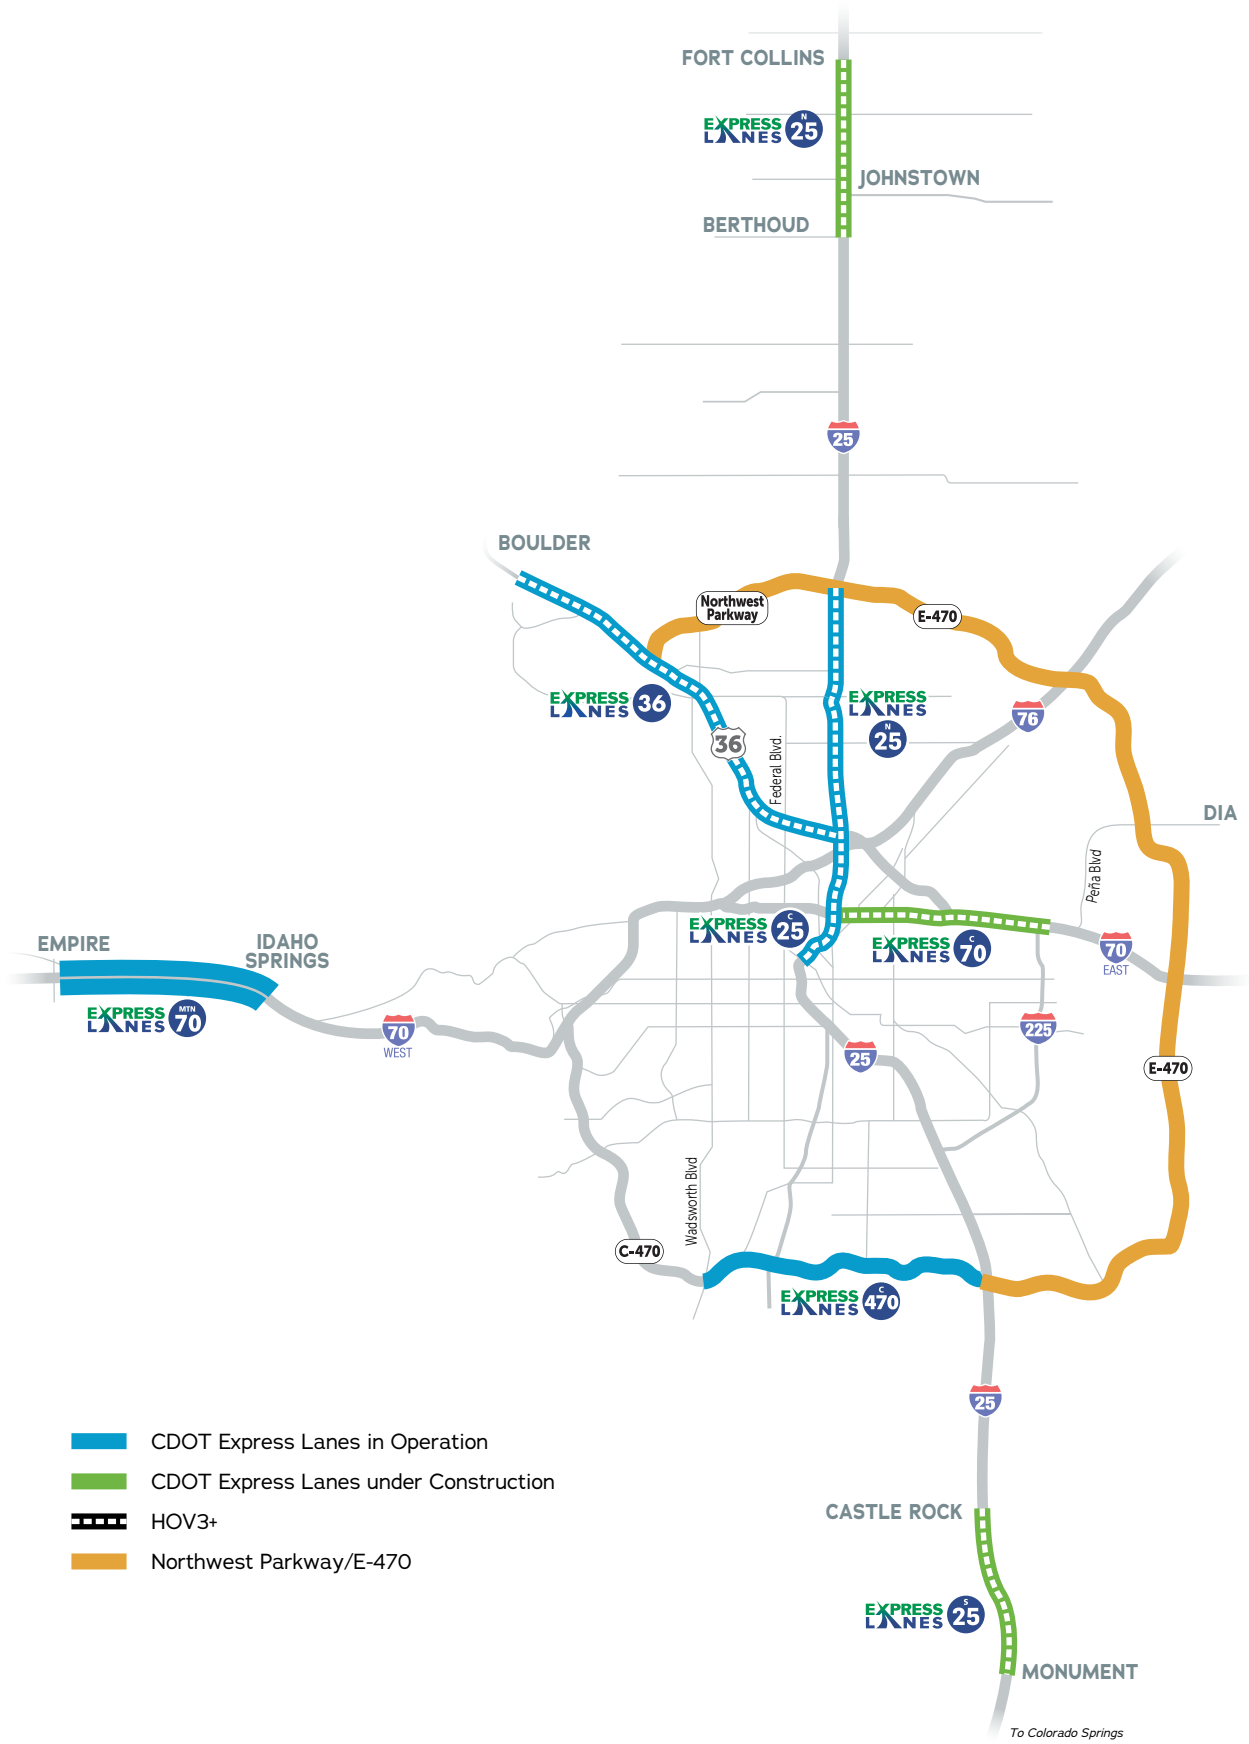 FORT COLLINS
EXPRESS
LANES
N
25
JOHNSTOWN
BERTHOUD
25
BOULDER
Northwest
Parkway
E-470
EXPRESS
LANES
36
EXPRESS
LANES
N
25
76
36
Federal Blvd.
DIA
Peña Blvd
EXPRESS
LANES
C
25
EXPRESS
LANES
C
70
70
EAST
EMPIRE
IDAHO
SPRINGS
EXPRESS
LANES
MTN
70
70
WEST
225
25
E-470
Wadsworth Blvd
C-470
EXPRESS
LANES
C
470
25
CDOT Express Lanes in Operation
CDOT Express Lanes under Construction
HOV3+
Northwest Parkway/E-470
CASTLE ROCK
EXPRESS
LANES
S
25
MONUMENT
To Colorado Springs